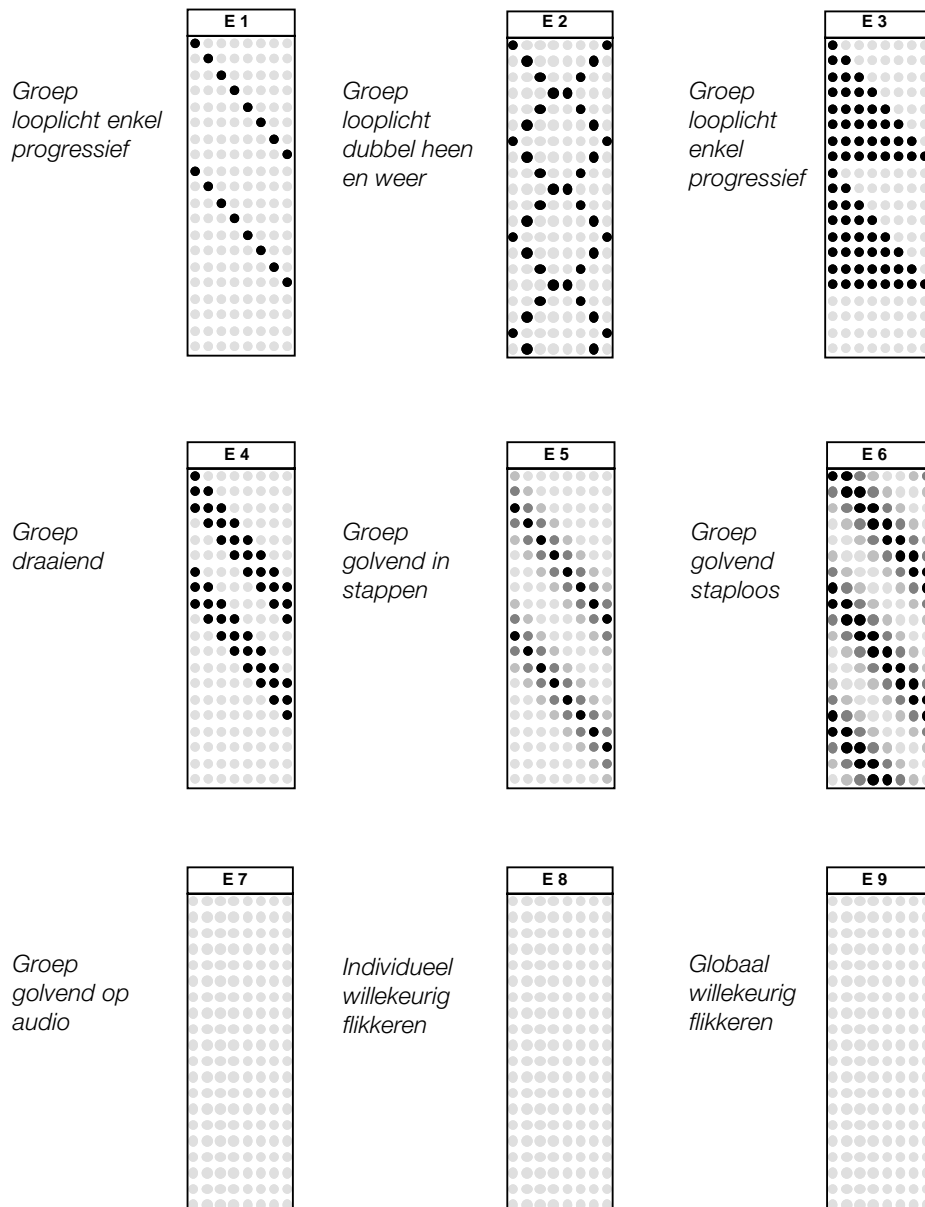 E 1
Groep
looplicht enkel
progressief
E 2
Groep
looplicht
dubbel heen
en weer
E 3
Groep
looplicht
enkel
progressief
E 4
Groep
draaiend
E 5
Groep
golvend in
stappen
E 6
Groep
golvend
staploos
E 7
Groep
golvend op
audio
E 8
Individueel
willekeurig
flikkeren
E 9
Globaal
willekeurig
flikkeren